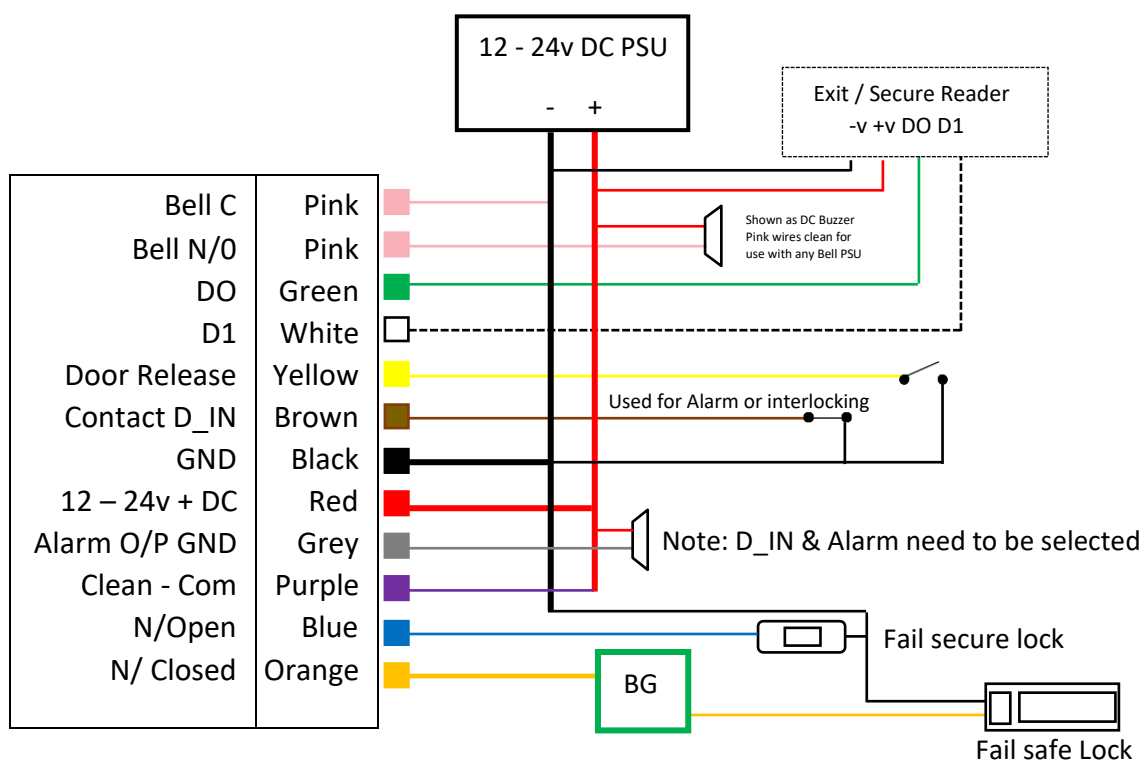 12 - 24v DC PSU
- +
Exit / Secure Reader
-v +v DO D1
Bell C Pink
Bell N/0 Pink
Shown as DC Buzzer
Pink wires clean for
use with any Bell PSU
DO Green
D1 White
Door Release Yellow
Contact D_IN Brown
Used for Alarm or interlocking
GND Black
12 – 24v + DC Red
Alarm O/P GND Grey
Note: D_IN & Alarm need to be selected
Clean - Com Purple
N/Open Blue
Fail secure lock
N/ Closed Orange
BG
Fail safe Lock